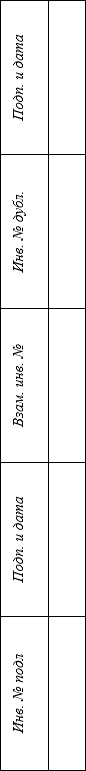 Подп. и дата
Инв. № дубл.
Взам. инв. №
Подп. и дата
Инв. № подл